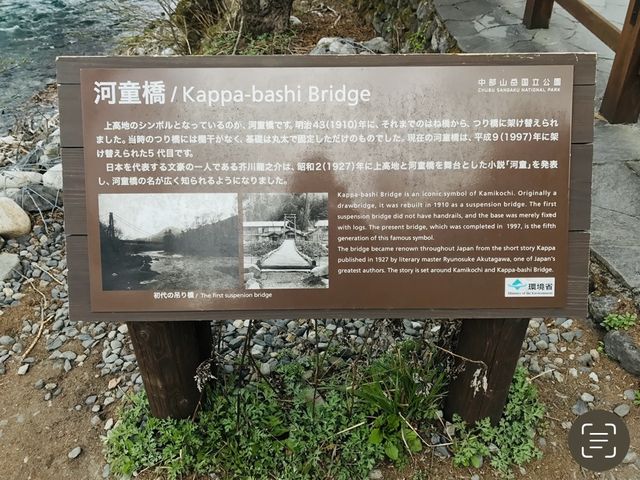 河童橋 / Kappa-bashi Bridge
中部山岳国立公園
CHUBU SANGAKU NATIONAL PARK
上高地のシンボルとなっているのが、河童橋です。明治43(1910)年に、それまでのはね橋から、つり橋に架け替えられ
ました。当時のつり橋には欄干がなく、基礎は丸太で固定しただけのものでした。現在の河童橋は、平成9(1997)年に架
け替えられた5代目です。
日本を代表する文豪の一人である芥川龍之介は、昭和2(1927)年に上高地と河童橋を舞台とした小説「河童」を発表
し、河童橋の名が広く知られるようになりました。
Kappa-bashi Bridge is an iconic symbol of Kamikochi. Originally a
drawbridge, it was rebuilt in 1910 as a suspension bridge. The first
suspension bridge did not have handrails, and the base was merely fixed
with logs. The present bridge, which was completed in 1997, is the fifth
generation of this famous symbol.
The bridge became renown throughout Japan from the short story Kappa
published in 1927 by literary master Ryunosuke Akutagawa, one of Japan's
greatest authors. The story is set around Kamikochi and Kappa-bashi Bridge.
初代の吊り橋 / The first suspension bridge
環境省
Ministry of the Environment